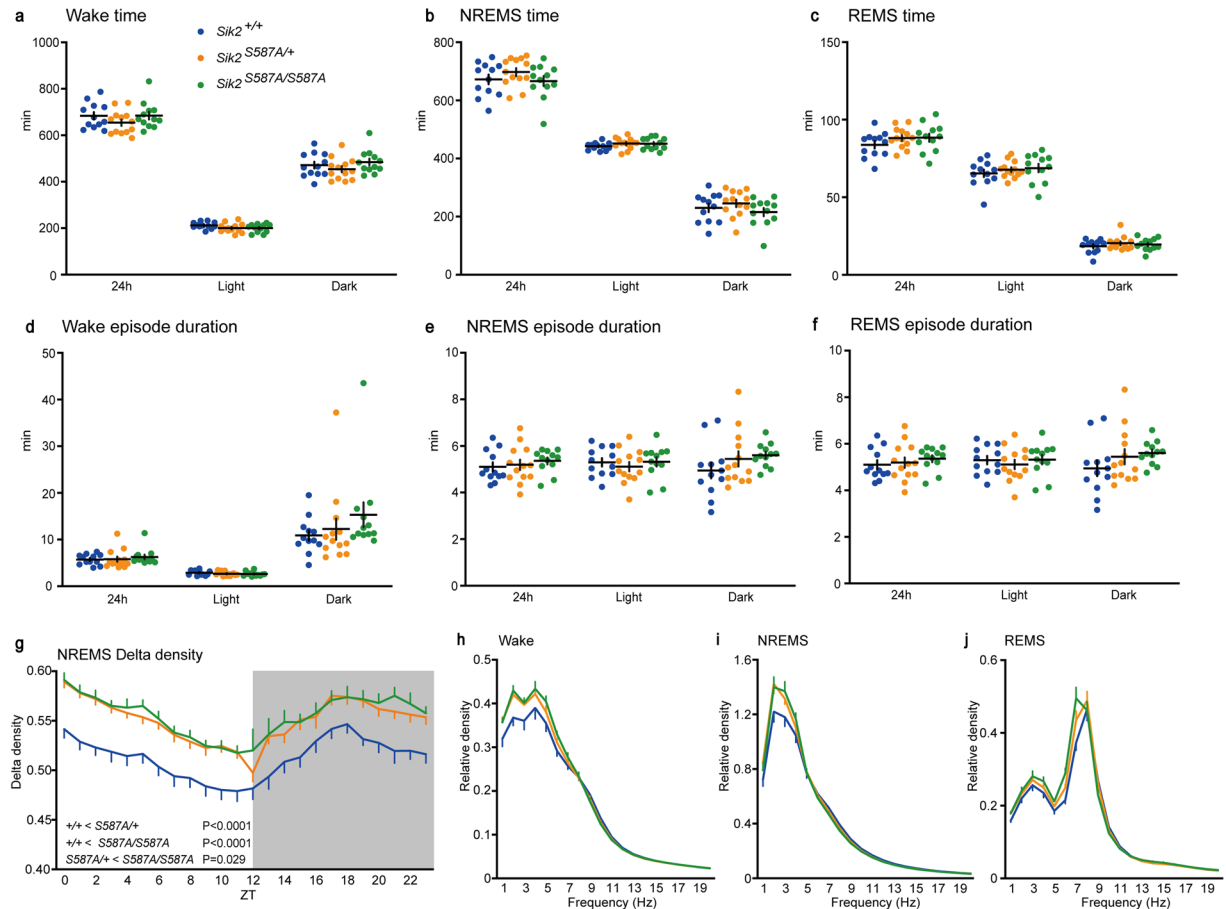 a Wake time
Sik2 +/+
Sik2 S587A/+
Sik2 S587A/S587A
1000
800
600
400
200
0
min
24h Light Dark
b NREMS time
800
600
400
200
0
min
24h Light Dark
c REMS time
150
100
50
0
min
24h Light Dark
d Wake episode duration
50
40
30
20
10
0
min
24h Light Dark
e NREMS episode duration
10
8
6
4
2
0
min
24h Light Dark
f REMS episode duration
10
8
6
4
2
0
min
24h Light Dark
g NREMS Delta density
0.60
0.55
0.50
0.45
0.40
Delta density
+/+ < S587A/+ P<0.0001
+/+ < S587A/S587A P<0.0001
S587A/+ < S587A/S587A P=0.029
0 2 4 6 8 10 12 14 16 18 20 22
ZT
h Wake
0.5
0.4
0.3
0.2
0.1
0
Relative density
1 3 5 7 9 11 13 15 17 19
Frequency (Hz)
i NREMS
1.6
1.2
0.8
0.4
0.0
Relative density
1 3 5 7 9 11 13 15 17 19
Frequency (Hz)
j REMS
0.6
0.4
0.2
0
Relative density
1 3 5 7 9 11 13 15 17 19
Frequency (Hz)